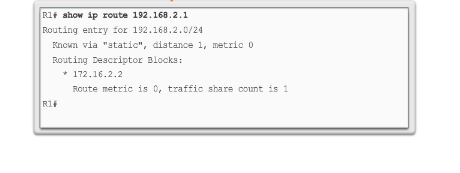 R1# show ip route 192.168.2.1
Routing entry for 192.168.2.0/24
Known via "static", distance 1, metric 0
Routing Descriptor Blocks:
* 172.16.2.2
Route metric is 0, traffic share count is 1
R1#